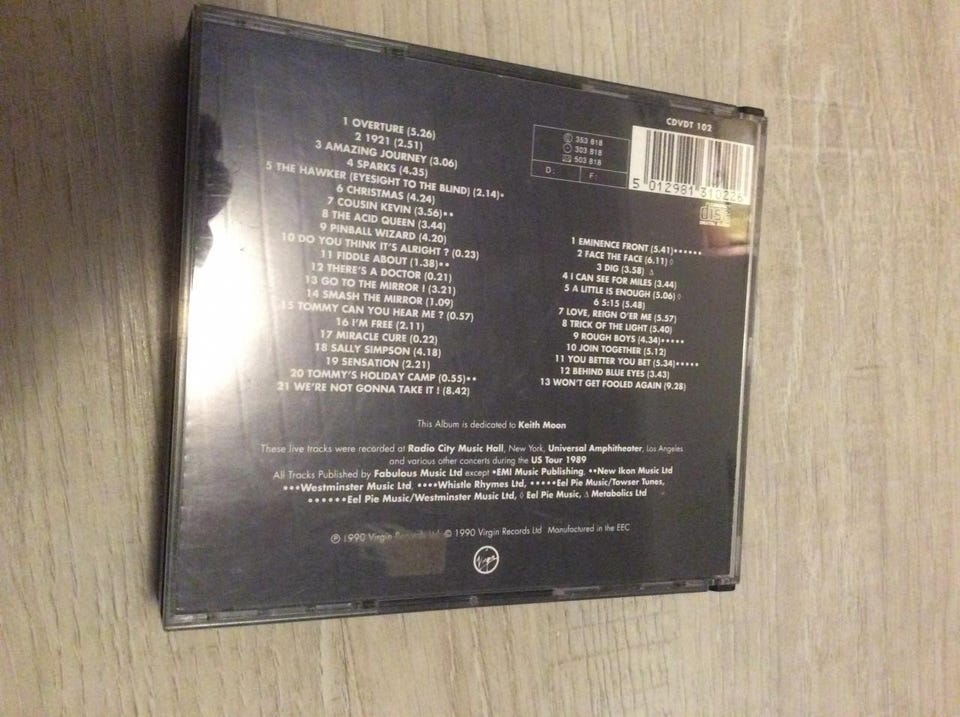 CDVDT 102
353 818
303 818
503 818
D:
F:
5 012981 310226
1 OVERTURE (5.26)
2 1921 (2.51)
3 AMAZING JOURNEY (3.06)
4 SPARKS (4.35)
5 THE HAWKER (EYESIGHT TO THE BLIND) (2.14)•
6 CHRISTMAS (4.24)
7 COUSIN KEVIN (3.56)••
8 THE ACID QUEEN (3.44)
9 PINBALL WIZARD (4.20)
10 DO YOU THINK IT'S ALRIGHT ? (0.23)
11 FIDDLE ABOUT (1.38)••
12 THERE'S A DOCTOR (0.21)
13 GO TO THE MIRROR ! (3.21)
14 SMASH THE MIRROR (1.09)
15 TOMMY CAN YOU HEAR ME ? (0.57)
16 I'M FREE (2.11)
17 MIRACLE CURE (0.22)
18 SALLY SIMPSON (4.18)
19 SENSATION (2.21)
20 TOMMY'S HOLIDAY CAMP (0.55)••
21 WE'RE NOT GONNA TAKE IT ! (8.42)
disc
DIGITAL AUDIO
1 EMINENCE FRONT (5.41)••••••
2 FACE THE FACE (6.11)◊
3 DIG (3.58) ∆
4 I CAN SEE FOR MILES (3.44)
5 A LITTLE IS ENOUGH (5.06)◊
6 5:15 (5.48)
7 LOVE, REIGN O'ER ME (5.57)
8 TRICK OF THE LIGHT (5.40)
9 ROUGH BOYS (4.34)•••••
10 JOIN TOGETHER (5.12)
11 YOU BETTER YOU BET (5.34)•••••
12 BEHIND BLUE EYES (3.43)
13 WON'T GET FOOLED AGAIN (9.28)
This Album is dedicated to Keith Moon
These live tracks were recorded at Radio City Music Hall, New York, Universal Amphitheater, Los Angeles
and various other concerts during the US Tour 1989
All Tracks Published by Fabulous Music Ltd except •EMI Music Publishing, ••New Ikon Music Ltd
•••Westminster Music Ltd, ••••Whistle Rhymes Ltd, •••••Eel Pie Music/Towser Tunes,
••••••Eel Pie Music/Westminster Music Ltd, ◊ Eel Pie Music, ∆ Metabolics Ltd
℗ 1990 Virgin Records Ltd © 1990 Virgin Records Ltd Manufactured in the EEC
Virgin